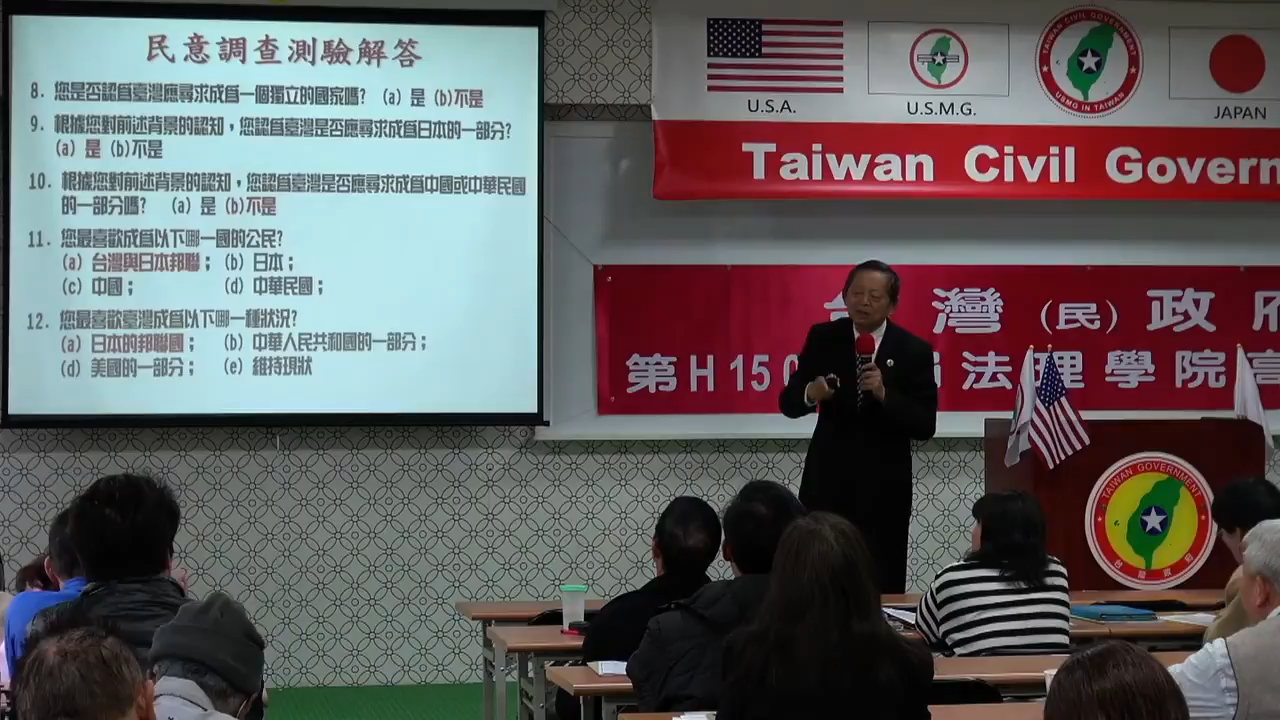 民意調查測驗解答
8. 您是否認為臺灣應尋求成為一個獨立的國家嗎? (a) 是 (b)不是
9. 根據您對前述背景的認知，您認為臺灣是否應尋求成為日本的一部分?
(a) 是 (b)不是
10. 根據您對前述背景的認知，您認為臺灣是否應尋求成為中國或中華民國
的一部分嗎? (a) 是 (b)不是
11. 您最喜歡成為以下哪一國的公民?
(a) 台灣與日本邦聯； (b) 日本；
(c) 中國； (d) 中華民國；
12. 您最喜歡臺灣成為以下哪一種狀況?
(a) 日本的邦聯國； (b) 中華人民共和國的一部分；
(d) 美國的一部分； (e) 維持現狀
U.S.A.
U.S.M.G.
TAIWAN CIVIL GOVERNMENT
USMG IN TAIWAN
JAPAN
Taiwan Civil Govern
台灣(民)政府
第H150 法理學院高
TAIWAN GOVERNMENT
台灣政府